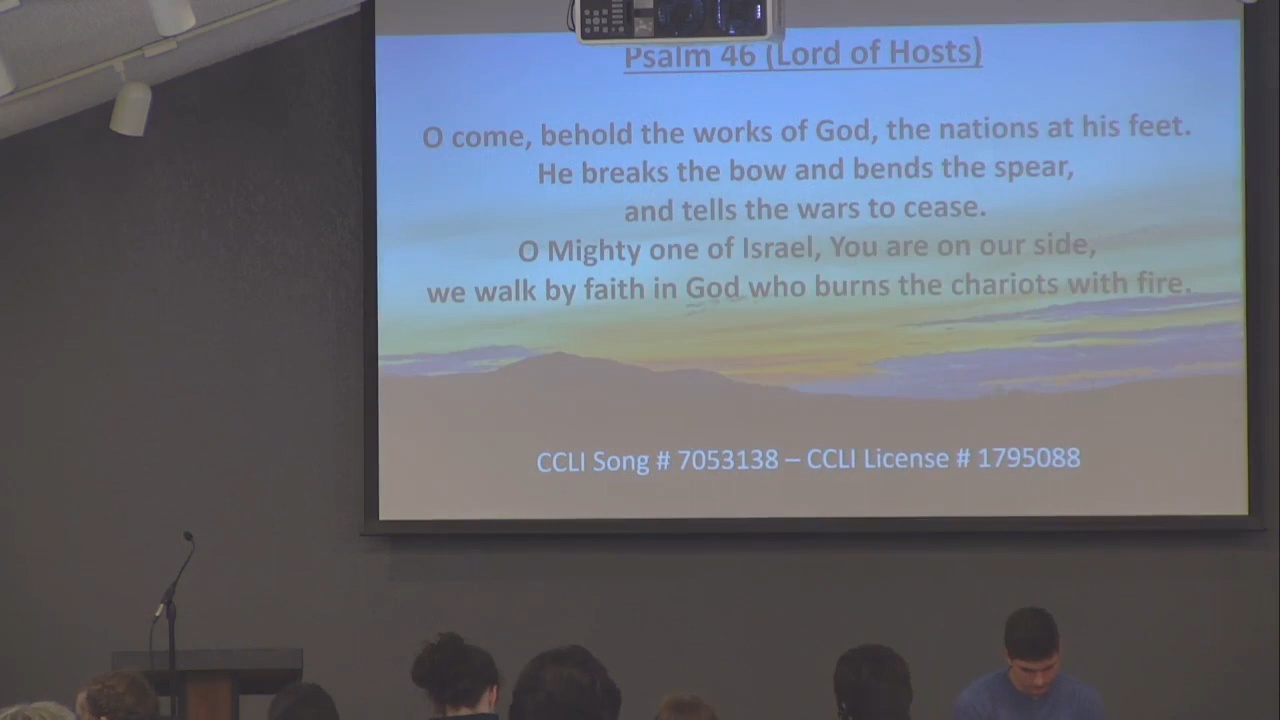 Psalm 46 (Lord of Hosts)
O come, behold the works of God, the nations at his feet.
He breaks the bow and bends the spear,
and tells the wars to cease.
O Mighty one of Israel, You are on our side,
we walk by faith in God who burns the chariots with fire.
CCLI Song # 7053138 – CCLI License # 1795088